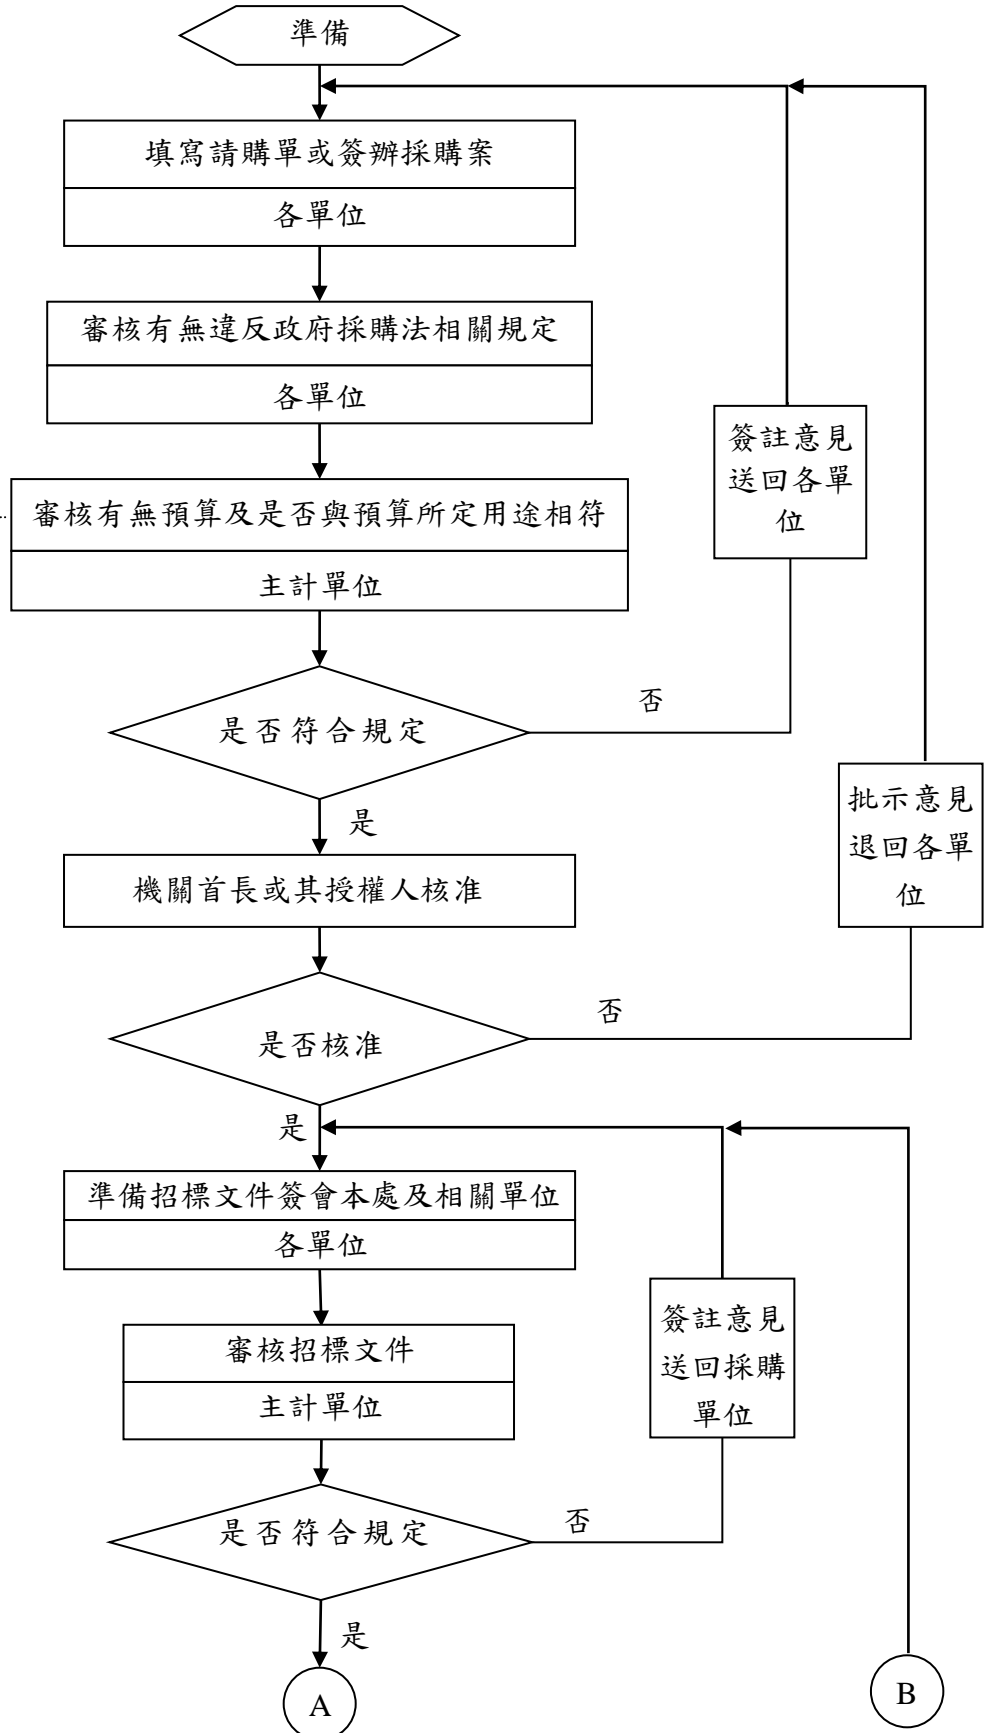 準備
填寫請購單或簽辦採購案
各單位
審核有無違反政府採購法相關規定
各單位
簽註意見
送回各單
位
審核有無預算及是否與預算所定用途相符
主計單位
是否符合規定
否
是
批示意見
退回各單
位
機關首長或其授權人核准
是否核准
否
是
準備招標文件簽會本處及相關單位
各單位
簽註意見
送回採購
單位
審核招標文件
主計單位
是否符合規定
否
是
A
B